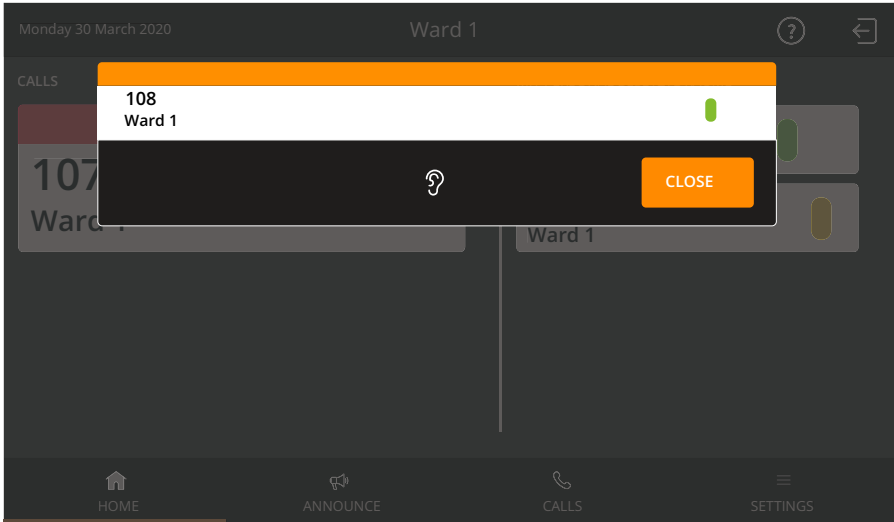 Monday 30 March 2020
Ward 1
CALLS
108
Ward 1
CLOSE
107
Ward 1
Ward 1
HOME
ANNOUNCE
CALLS
SETTINGS